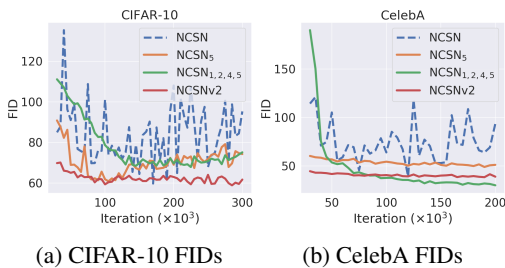 CIFAR-10
FID
120
100
80
60
NCSN
NCSN₅
NCSN₁,₂,₄,₅
NCSNv2
100
200
300
Iteration (×10³)
(a) CIFAR-10 FIDs
CelebA
FID
150
100
50
NCSN
NCSN₅
NCSN₁,₂,₄,₅
NCSNv2
50
100
150
200
Iteration (×10³)
(b) CelebA FIDs